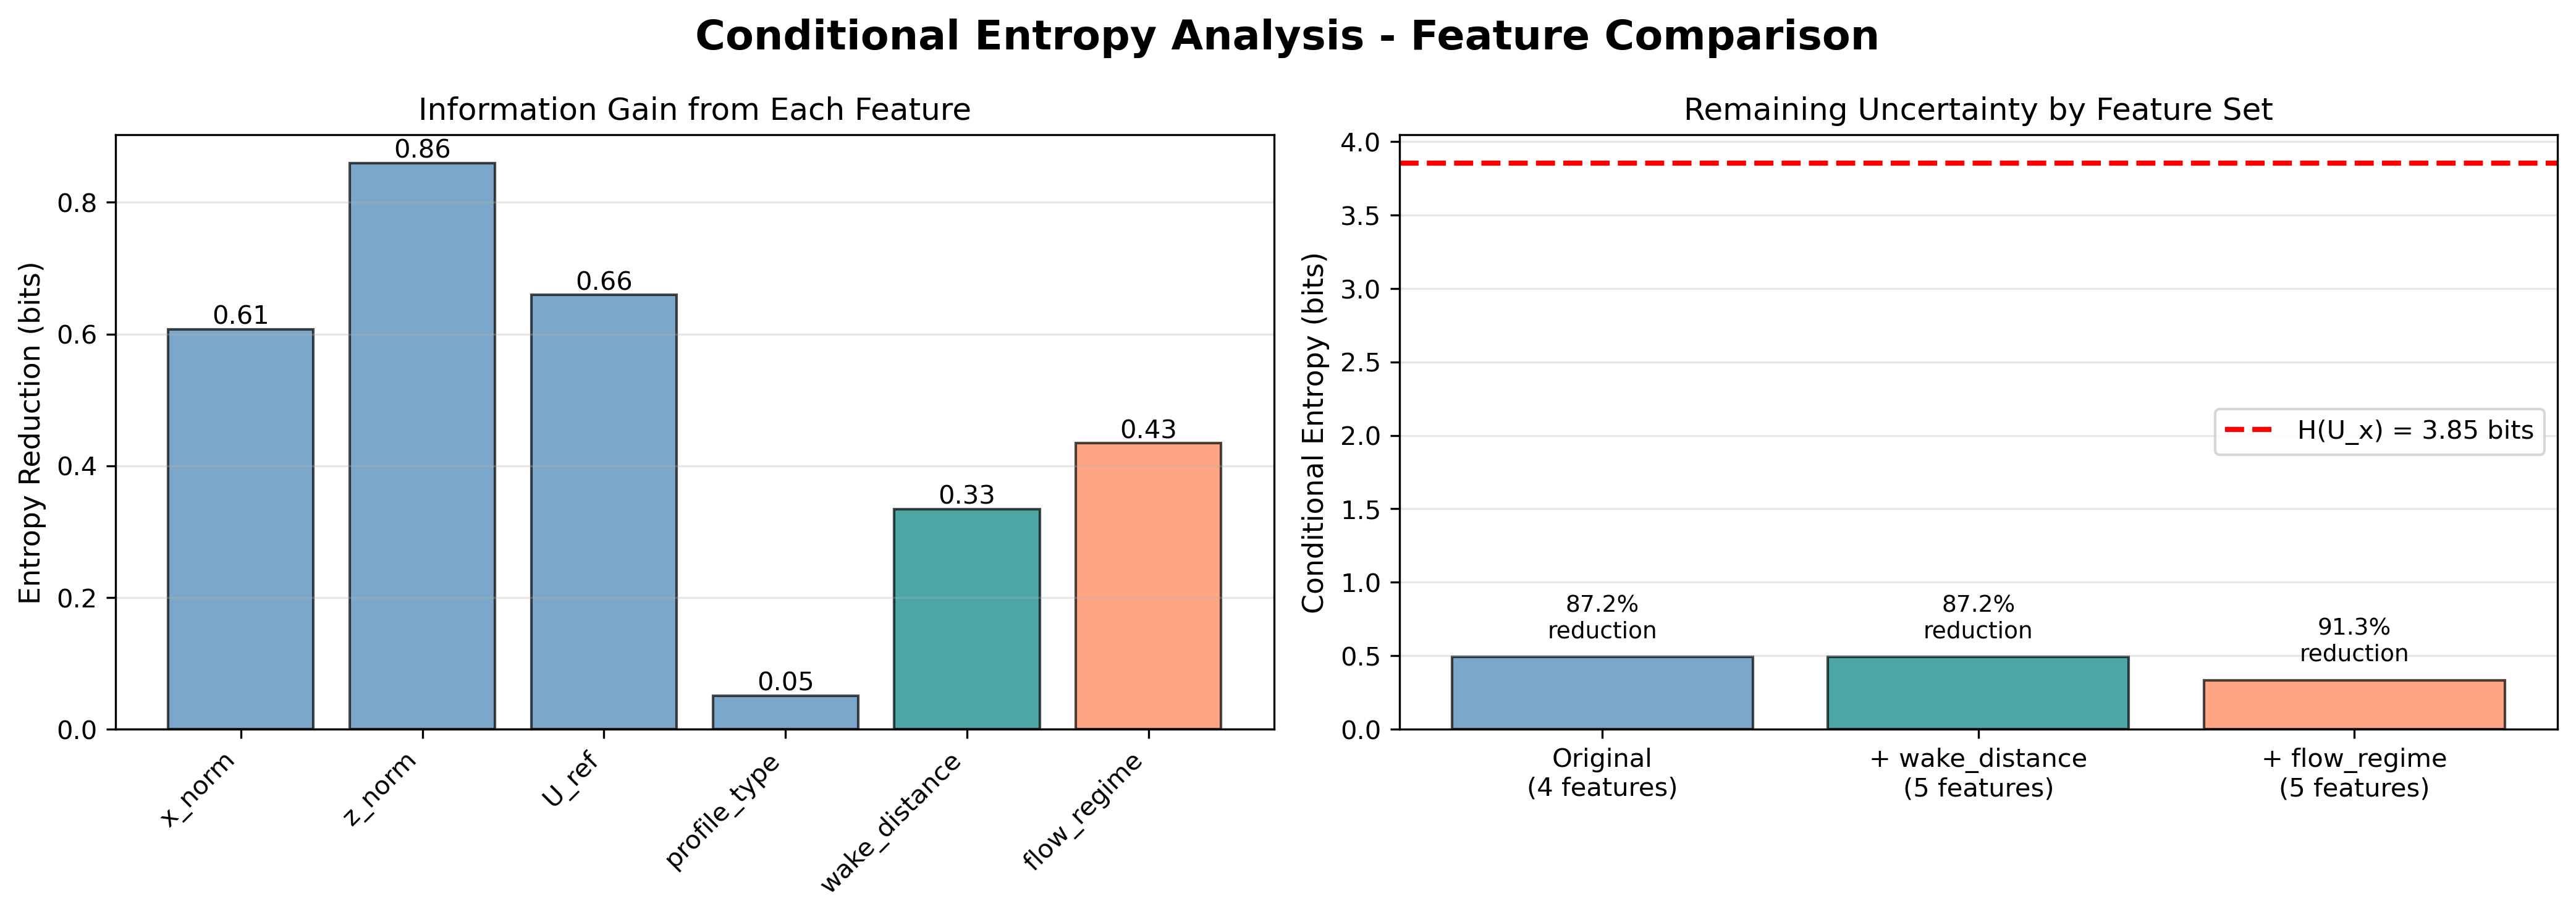 Conditional Entropy Analysis - Feature Comparison
Information Gain from Each Feature
Entropy Reduction (bits)
0.8
0.6
0.4
0.2
0.0
0.61
0.86
0.66
0.05
0.33
0.43
x_norm
z_norm
U_ref
profile_type
wake_distance
flow_regime
Remaining Uncertainty by Feature Set
Conditional Entropy (bits)
4.0
3.5
3.0
2.5
2.0
1.5
1.0
0.5
0.0
H(U_x) = 3.85 bits
87.2%
reduction
87.2%
reduction
91.3%
reduction
Original
(4 features)
+ wake_distance
(5 features)
+ flow_regime
(5 features)